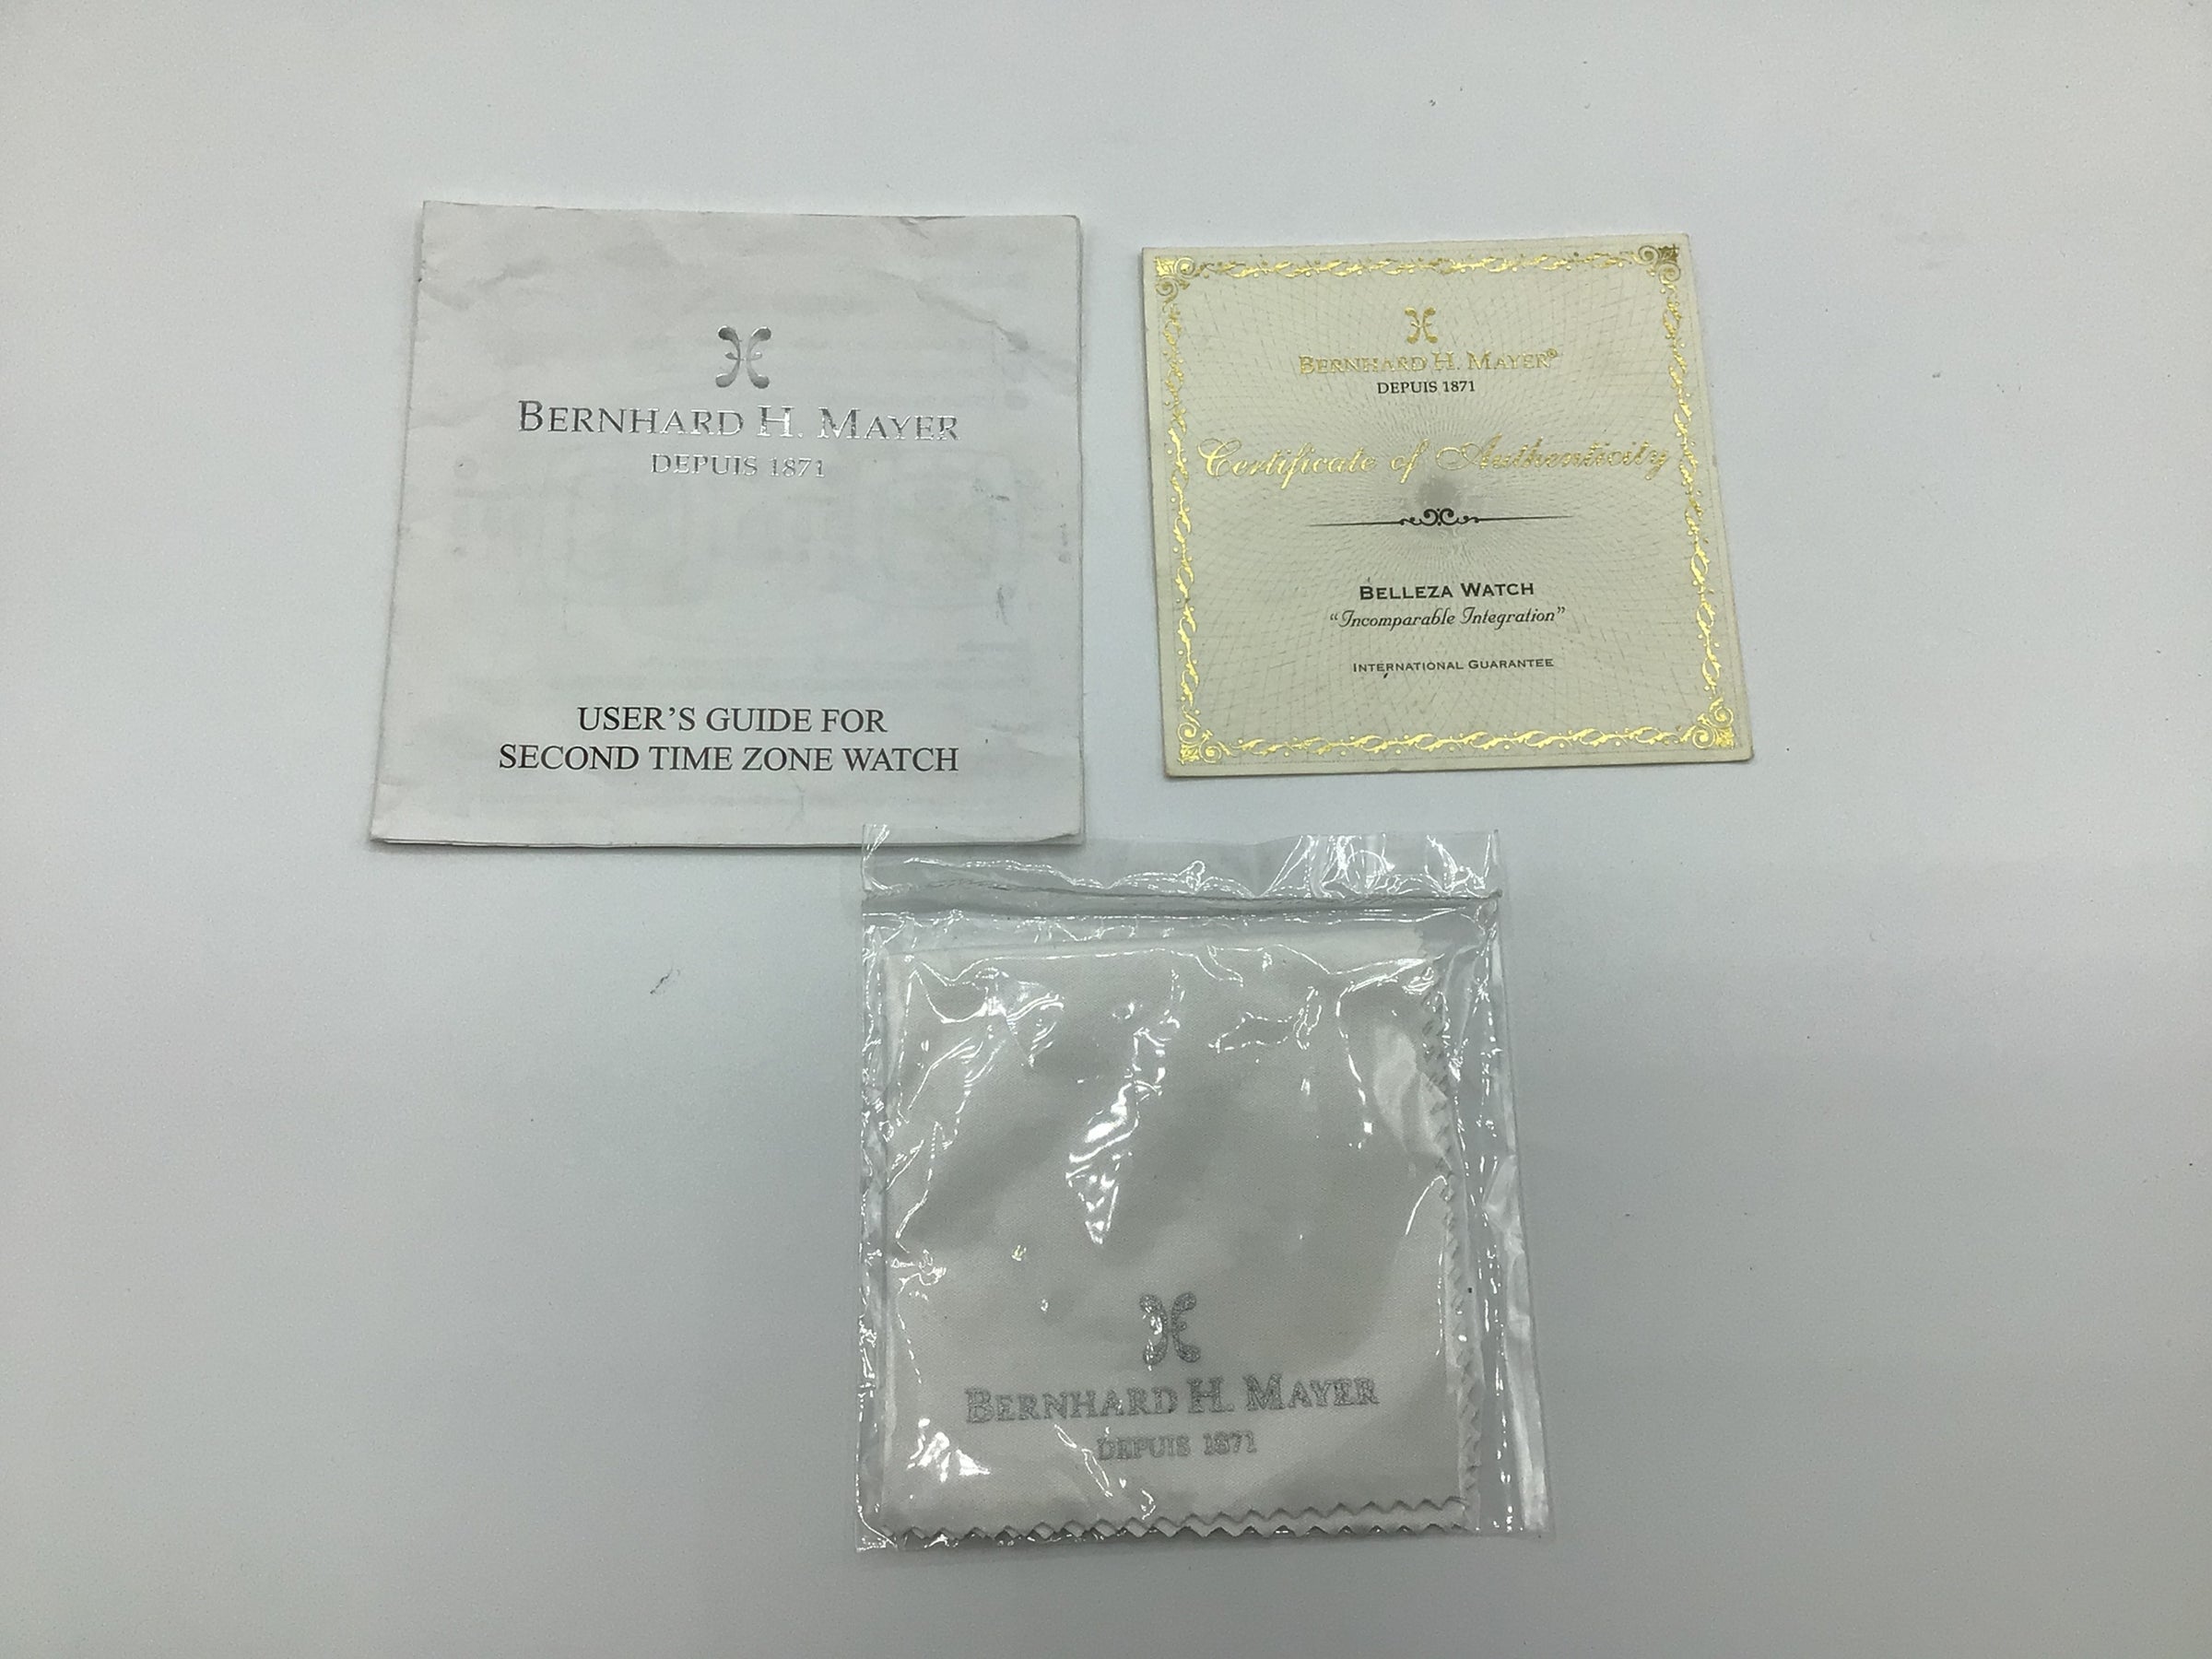 BERNHARD H. MAYER
DEPUIS 1871
USER'S GUIDE FOR
SECOND TIME ZONE WATCH
BERNHARD H. MAYER®
DEPUIS 1871
Certificate of Authenticity
BELLEZA WATCH
“Incomparable Integration”
INTERNATIONAL GUARANTEE
BERNHARD H. MAYER
DEPUIS 1871